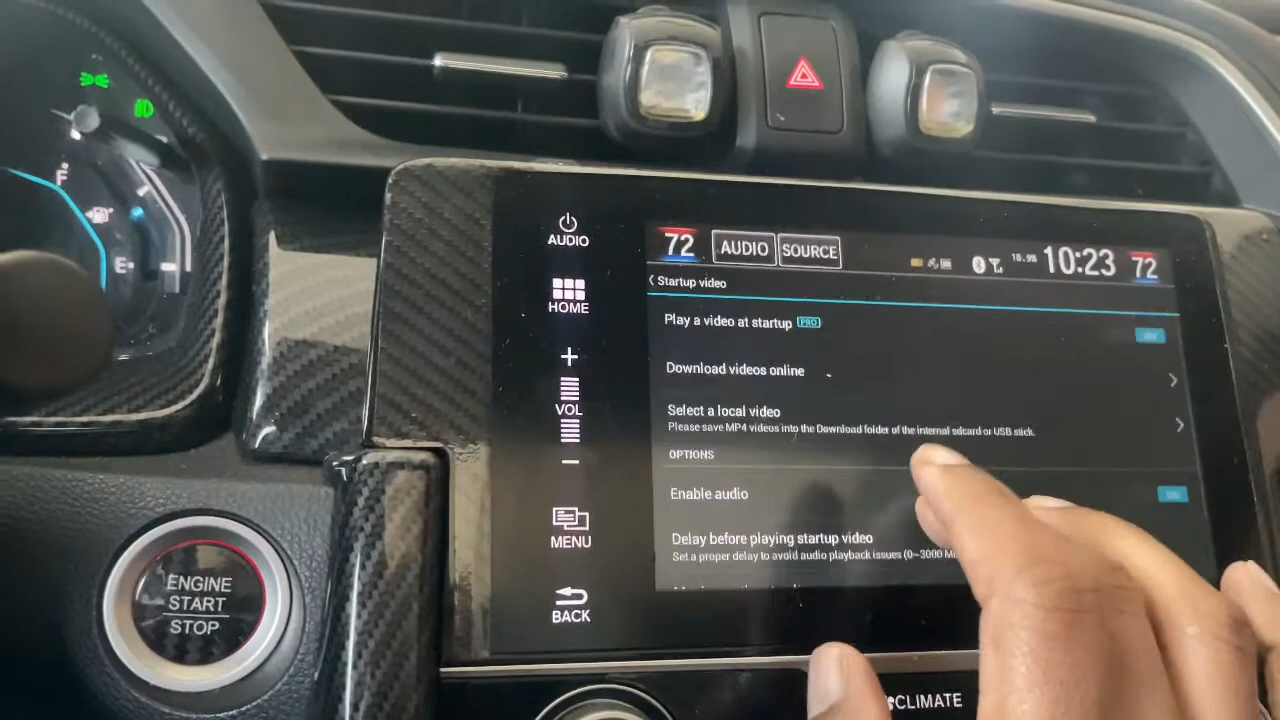 F
E
AUDIO
HOME
+
VOL
−
MENU
BACK
72 AUDIO SOURCE 10:23 72
Startup video
Play a video at startup PRO
Download videos online
Select a local video
Please save MP4 videos into the Download folder of the internal sdcard or USB stick.
OPTIONS
Enable audio
Delay before playing startup video
Set a proper delay to avoid audio playback issues (0~3000
ENGINE
START
STOP
CLIMATE